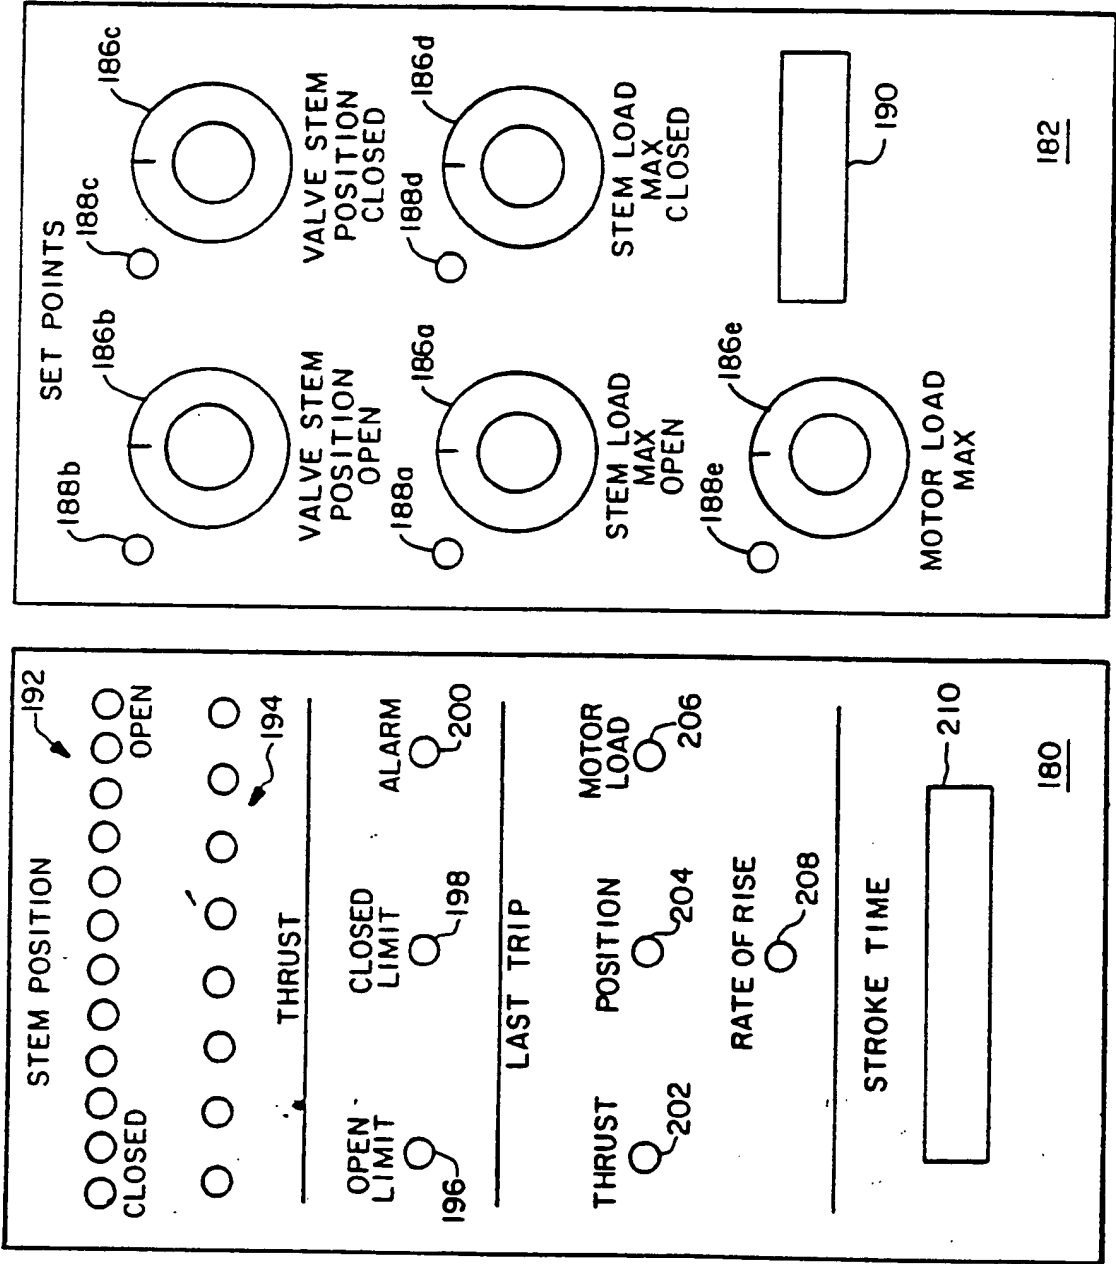 STEM POSITION
192
CLOSED
OPEN
194
THRUST
OPEN LIMIT
CLOSED LIMIT
ALARM
196
198
200
LAST TRIP
THRUST
POSITION
MOTOR LOAD
202
204
206
RATE OF RISE
208
STROKE TIME
210
180
SET POINTS
188b
186b
188c
186c
VALVE STEM
POSITION
OPEN
VALVE STEM
POSITION
CLOSED
188a
186a
188d
186d
STEM LOAD
MAX
OPEN
STEM LOAD
MAX
CLOSED
188e
186e
190
MOTOR LOAD
MAX
182